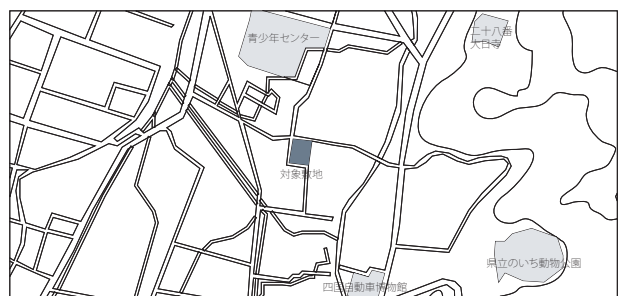 青少年センター
二十八番
大日寺
対象敷地
県立のいち動物公園
四国自動車博物館